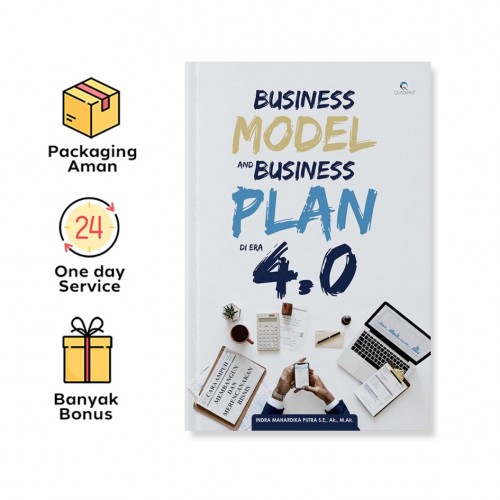 Packaging
Aman
24
One day
Service
Banyak
Bonus
QUADRANT
BUSINESS
MODEL
AND BUSINESS
PLAN
DI ERA
4.0
CARA AMPUH
MEMBANGUN
DAN
MERENCANAKAN
BISNIS
INDRA MAHARDIKA PUTRA S.E., Ak., M.Ak.